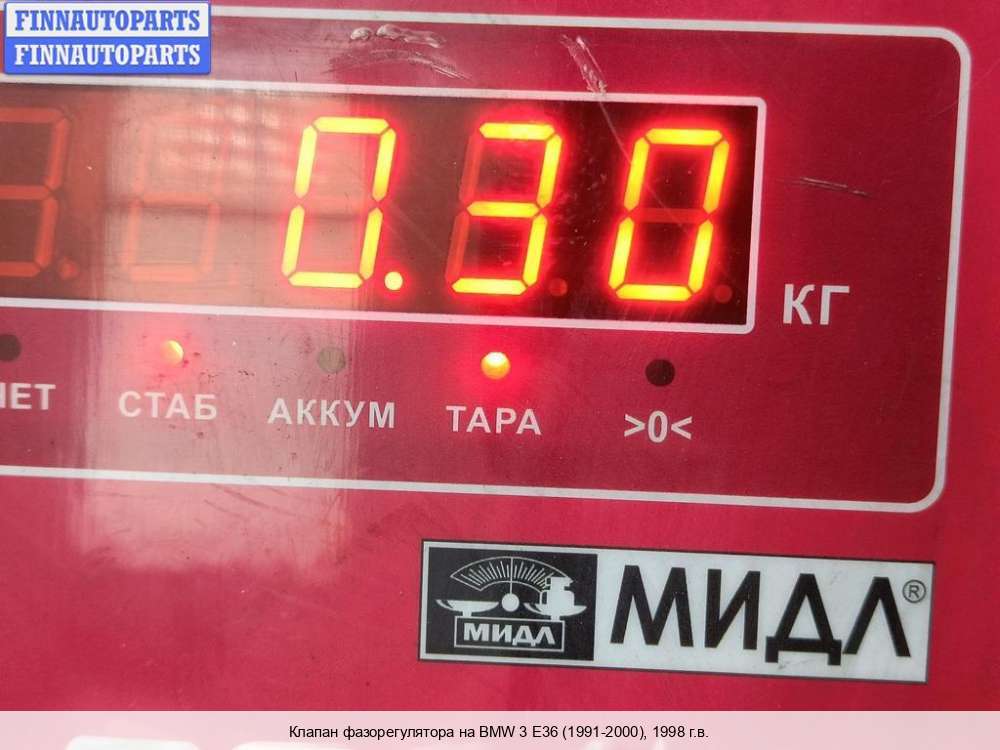 FINNAUTOPARTS
FINNAUTOPARTS
0.30
КГ
СТАБ АККУМ ТАРА >0<
МИДЛ МИДЛ®
Клапан фазорегулятора на BMW 3 E36 (1991-2000), 1998 г.в.